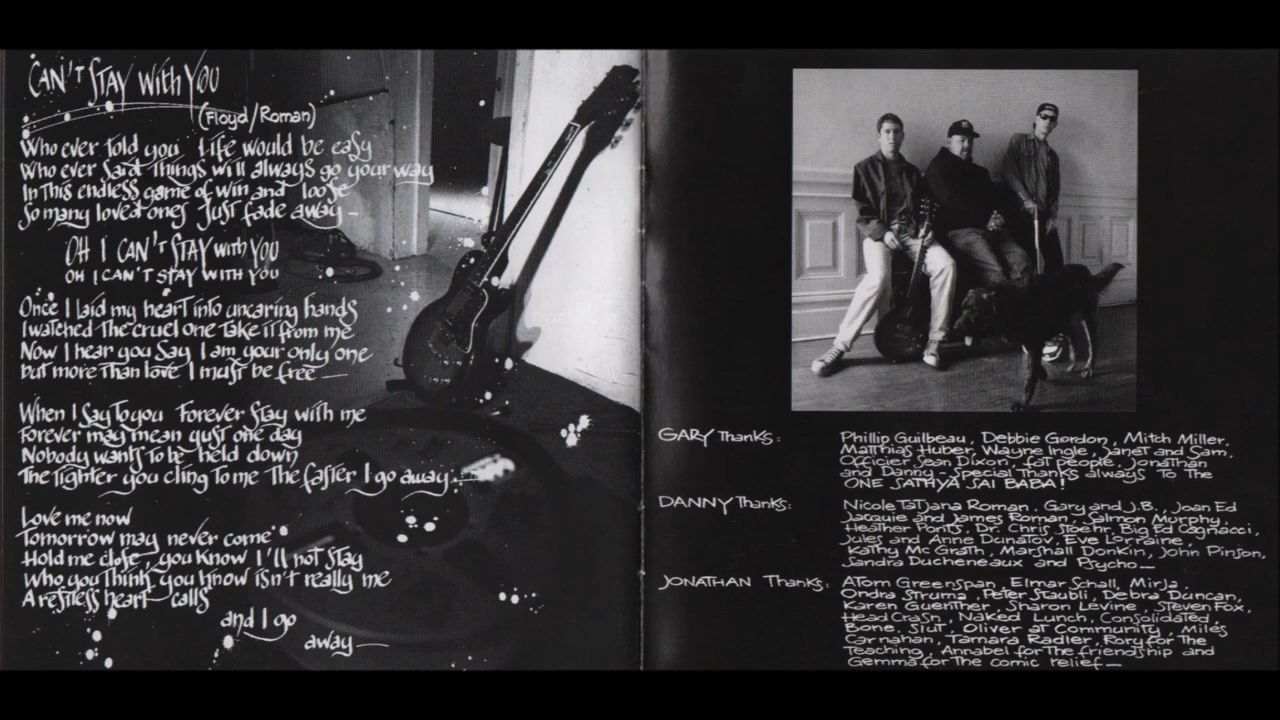 CAN'T STAY WITH YOU
(Floyd/Roman)
Who ever told you Life would be easy
Who ever Said Things will always go your way
In This endless game of win and loose
So many loved ones Just fade away —
OH I CAN'T STAY WITH YOU
OH I CAN'T STAY WITH YOU
Once I laid my heart into uncaring hands
I watched The cruel one Take it from me
Now I hear you Say I am your only one
but more Than love I must be free —
When I Say To you Forever Stay with me
Forever may mean qust one day
Nobody wants To be held down
The Tighter you cling To me The faster I go away —
Love me now
Tomorrow may never come
Hold me close, you Know I'll not Stay
Who you Think you know isn't really me
A restless heart calls
and I go
away —
GARY Thanks: Phillip Guilbeau, Debbie Gordon, Mitch Miller,
Matthias Huber, Wayne Ingle, Janet and Sam,
Officier Sean Dixon, fat people, Jonathan
and Danny - Special Thanks always To The
ONE SATHYA SAI BABA!
DANNY Thanks: Nicole Tatjana Roman, Gary and J.B., Joan Ed
Jacquie and James Roman, Salmon Murphy,
Heather Ponts, Dr. Chris Stoehr, Big Ed Cegnacci,
Jules and Anne Dunatov, Eve Lorraine,
Kathy McGrath, Marshall Donkin, John Pinson,
Sandra Ducheneaux and Psycho —
JONATHAN Thanks: ATom Greenspan, Elmar Schall, Mirja,
Ondra Struma, Peter Staubli, Debra Duncan,
Karen Guenther, Sharon Levine, Steven Fox,
Head Crash, Naked Lunch, Consolidated,
Bone, Slut, Oliver at Community, Miles
Carnahan, Tamara Radler, Rory for The
Teaching, Annabel for The friendship and
Gemma for The comic relief —